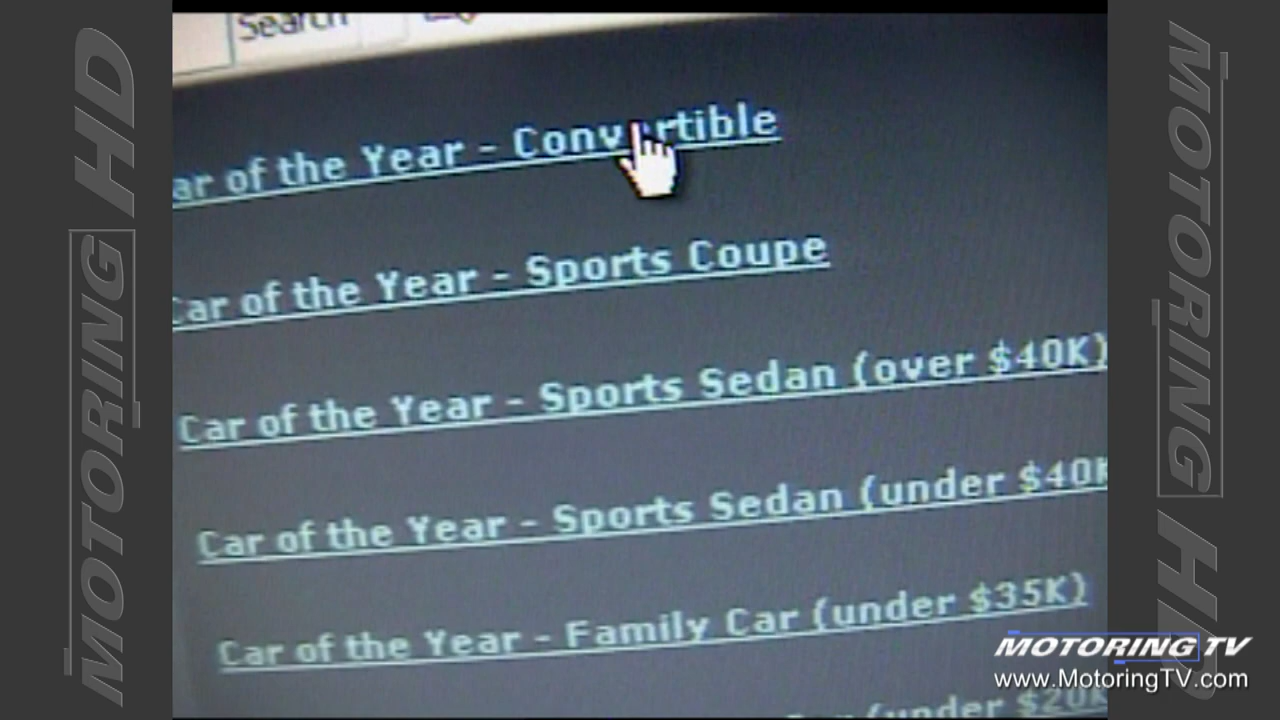 Search
ar of the Year - Convertible
Car of the Year - Sports Coupe
Car of the Year - Sports Sedan (over $40K)
Car of the Year - Sports Sedan (under $40K
Car of the Year - Family Car (under $35K)
(under $20K
MOTORING HD
MOTORING HD
MOTORING TV
www.MotoringTV.com